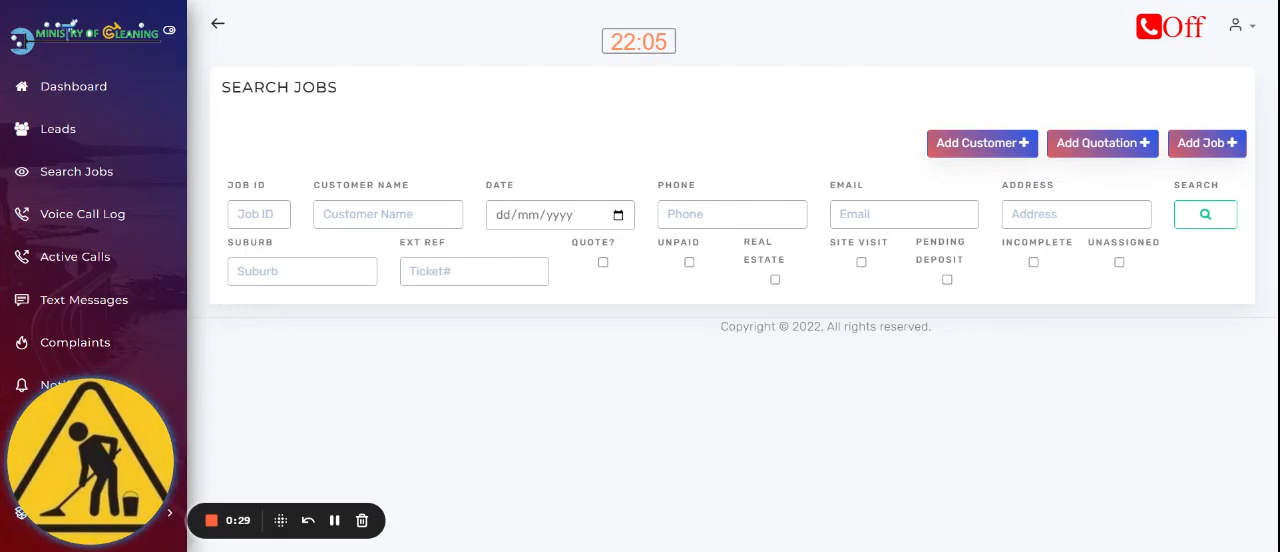 MINISTRY OF CLEANING
22:05
Off
Dashboard
Leads
Search Jobs
Voice Call Log
Active Calls
Text Messages
Complaints
SEARCH JOBS
Add Customer
Add Quotation
Add Job
JOB ID
CUSTOMER NAME
DATE
PHONE
EMAIL
ADDRESS
SEARCH
Job ID
Customer Name
dd/mm/yyyy
Phone
Email
Address
SUBURB
EXT REF
QUOTE?
UNPAID
REAL ESTATE
SITE VISIT
PENDING DEPOSIT
INCOMPLETE
UNASSIGNED
Suburb
Ticket#
Copyright © 2022, All rights reserved.
0:29